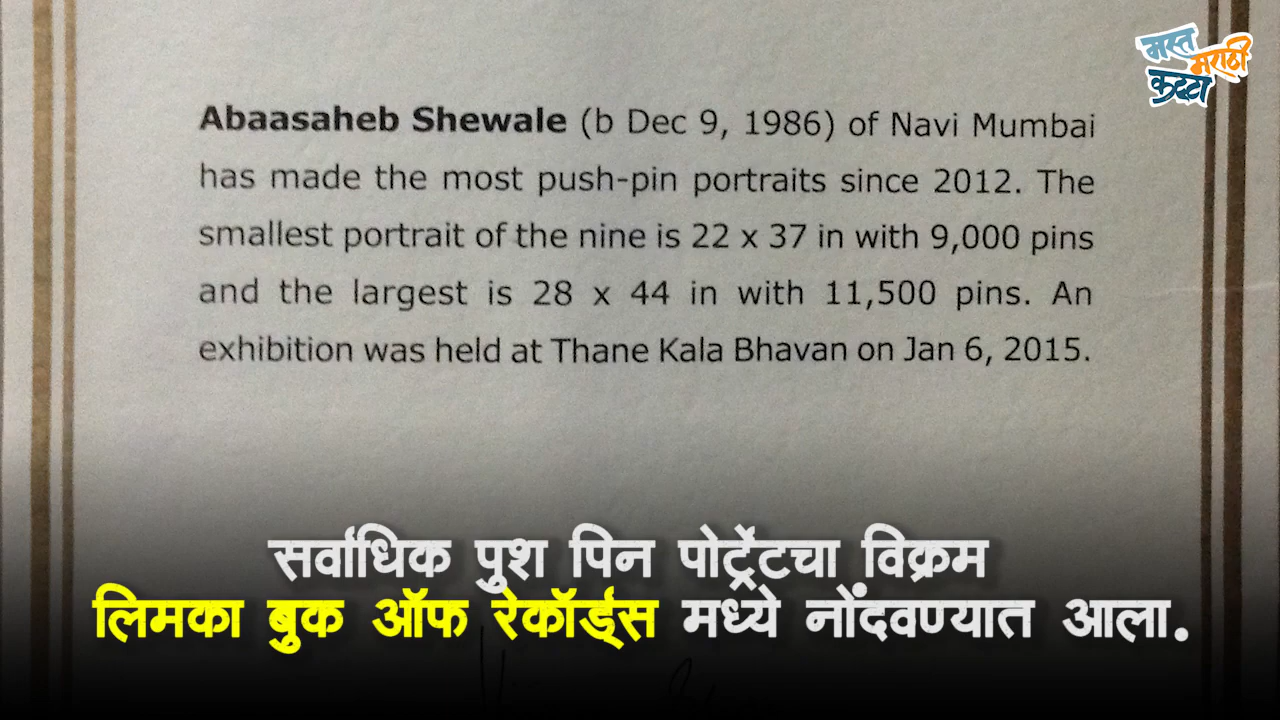 मस्त
मराठी
कट्टा
Abaasaheb Shewale (b Dec 9, 1986) of Navi Mumbai
has made the most push-pin portraits since 2012. The
smallest portrait of the nine is 22 x 37 in with 9,000 pins
and the largest is 28 x 44 in with 11,500 pins. An
exhibition was held at Thane Kala Bhavan on Jan 6, 2015.
सर्वाधिक पुश पिन पोर्ट्रेटचा विक्रम
लिमका बुक ऑफ रेकॉर्ड्स मध्ये नोंदवण्यात आला.